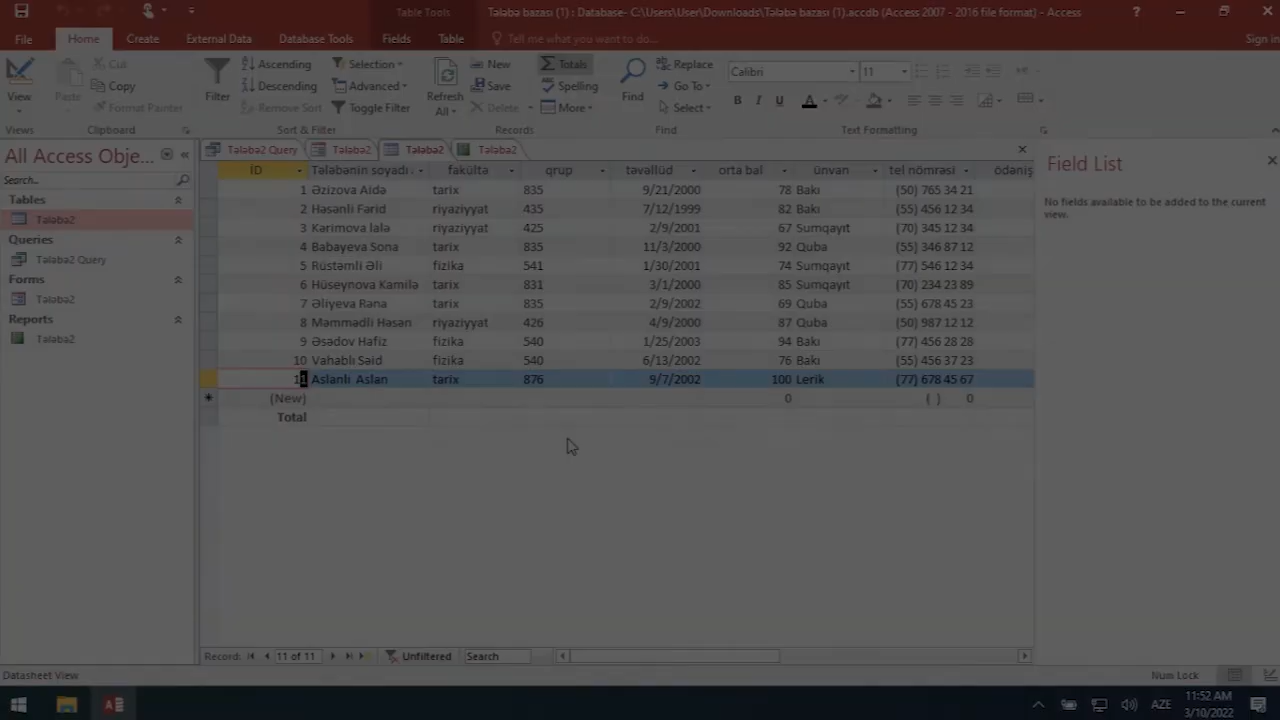 Table Tools
Tələbə bazası (1) : Database- C:\Users\User\Downloads\Tələbə bazası (1).accdb (Access 2007 - 2016 file format) - Access
?
File Home Create External Data Database Tools Fields Table Tell me what you want to do... Sign in
View Paste Cut Copy Format Painter
Filter Ascending Descending Remove Sort Selection Advanced Toggle Filter
Refresh All New Save Delete Totals Spelling More
Find Replace Go To Select
Calibri 11
B I U A
Views Clipboard Sort & Filter Records Find Text Formatting
All Access Obje...
Search...
Tables
Tələbə2
Queries
Tələbə2 Query
Forms
Tələbə2
Reports
Tələbə2
Tələbə2 Query Tələbə2 Tələbə2 Tələbə2
İD Tələbənin soyadı fakültə qrup təvəllüd orta bal ünvan tel nömrəsi ödəniş
1 Əzizova Aidə tarix 835 9/21/2000 78 Bakı (50) 765 34 21
2 Həsənli Fərid riyaziyyat 435 7/12/1999 82 Bakı (55) 456 12 34
3 Kərimova lalə riyaziyyat 425 2/9/2001 67 Sumqayıt (70) 345 12 34
4 Babayeva Sona tarix 835 11/3/2000 92 Quba (55) 346 87 12
5 Rüstəmli Əli fizika 541 1/30/2001 74 Sumqayıt (77) 546 12 34
6 Hüseynova Kamilə tarix 831 3/1/2000 85 Sumqayıt (70) 234 23 89
7 Əliyeva Rəna tarix 835 2/9/2002 69 Quba (55) 678 45 23
8 Məmmədli Həsən riyaziyyat 426 4/9/2000 87 Quba (50) 987 12 12
9 Əsədov Hafiz fizika 540 1/25/2003 94 Bakı (77) 456 28 28
10 Vahablı Səid fizika 540 6/13/2002 76 Bakı (55) 456 37 23
11 Aslanlı Aslan tarix 876 9/7/2002 100 Lerik (77) 678 45 67
* (New) 0 ( ) 0
Total
Field List
No fields available to be added to the current
view.
Record: 11 of 11 Unfiltered Search
Datasheet View Num Lock
AZE
11:52 AM
3/10/2022